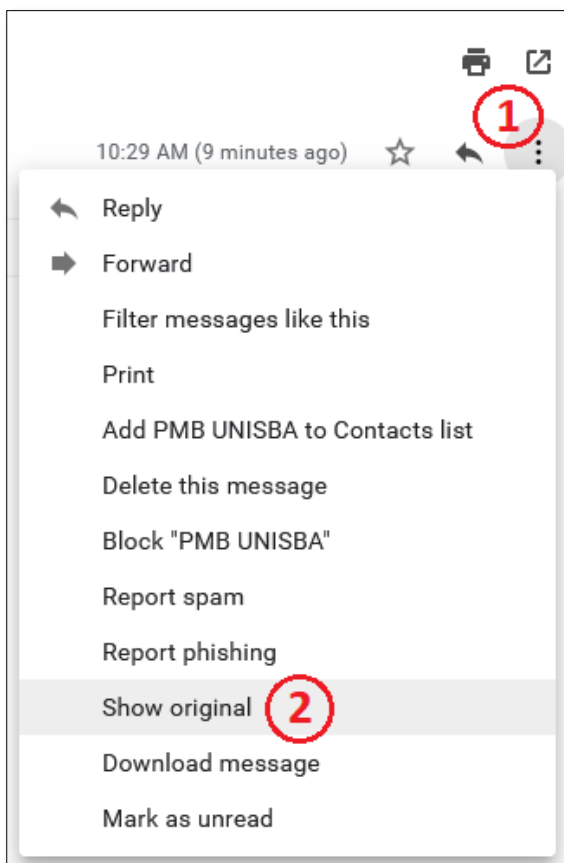 1
10:29 AM (9 minutes ago)
Reply
Forward
Filter messages like this
Print
Add PMB UNISBA to Contacts list
Delete this message
Block "PMB UNISBA"
Report spam
Report phishing
Show original 2
Download message
Mark as unread